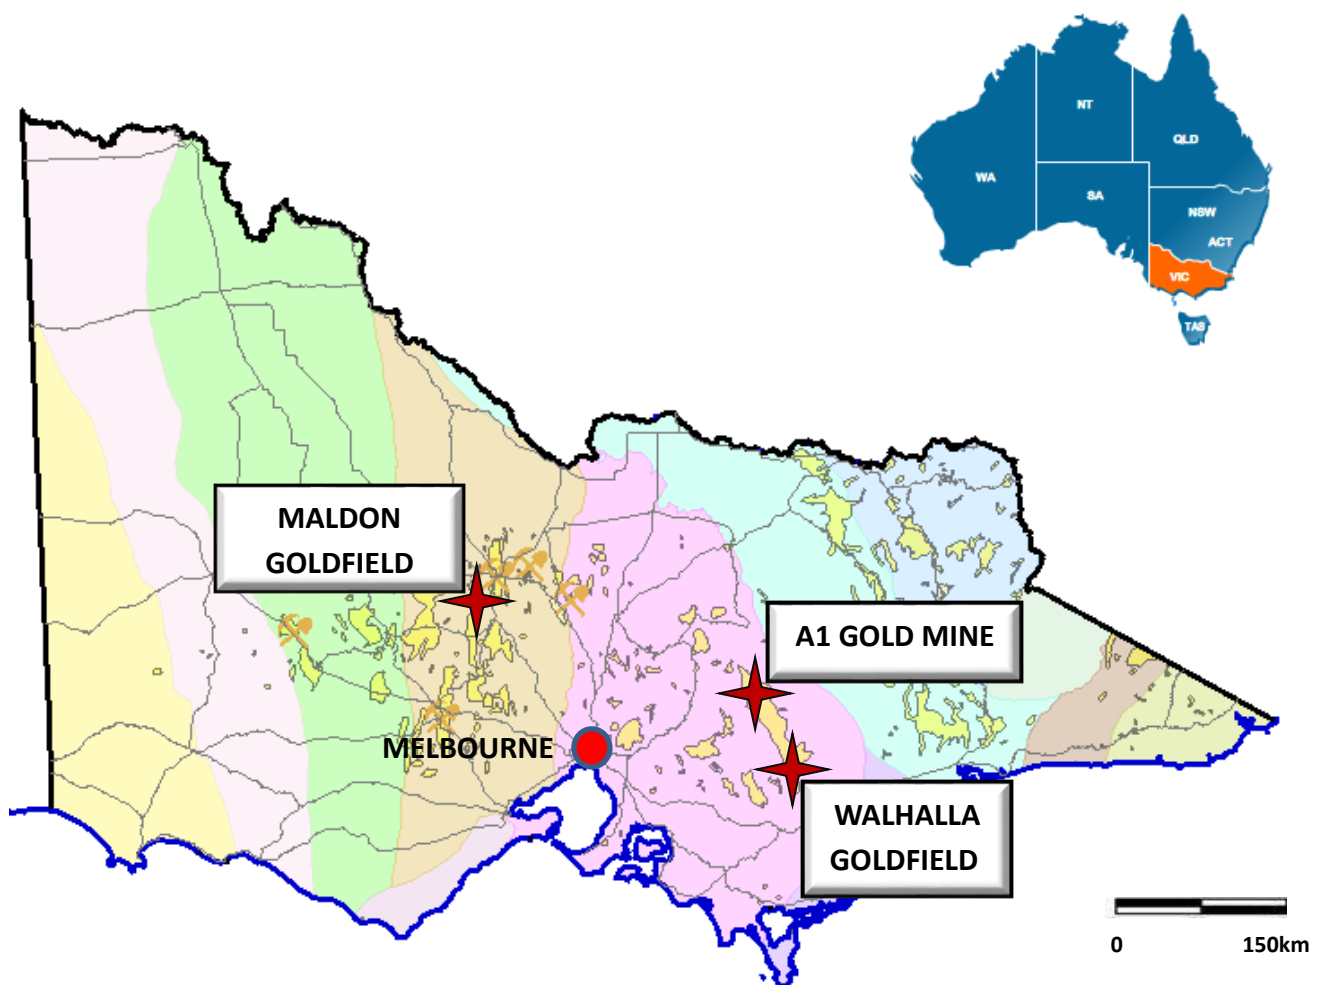 NT
QLD
WA
SA
NSW
ACT
VIC
TAS
MALDON
GOLDFIELD
A1 GOLD MINE
MELBOURNE
WALHALLA
GOLDFIELD
0 150km